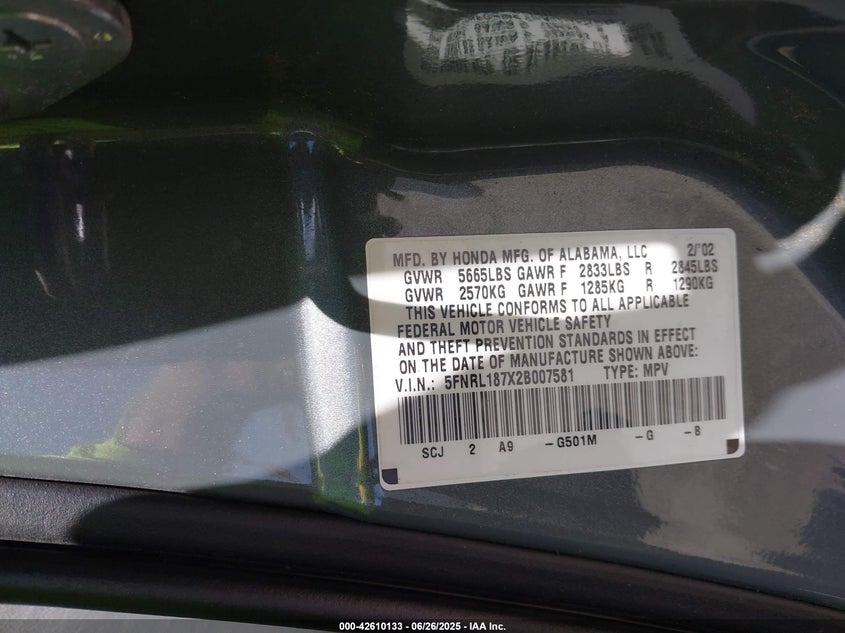 MFD. BY HONDA MFG. OF ALABAMA, LLC 2/'02
GVWR 5665LBS GAWR F 2833LBS R 2845LBS
GVWR 2570KG GAWR F 1285KG R 1290KG
THIS VEHICLE CONFORMS TO ALL APPLICABLE
FEDERAL MOTOR VEHICLE SAFETY
AND THEFT PREVENTION STANDARDS IN EFFECT
ON THE DATE OF MANUFACTURE SHOWN ABOVE:
V.I.N.: 5FNRL187X2B007581 TYPE: MPV
SCJ 2 A9 -G501M -G -B
000-42610133 - 06/26/2025 - IAA Inc.